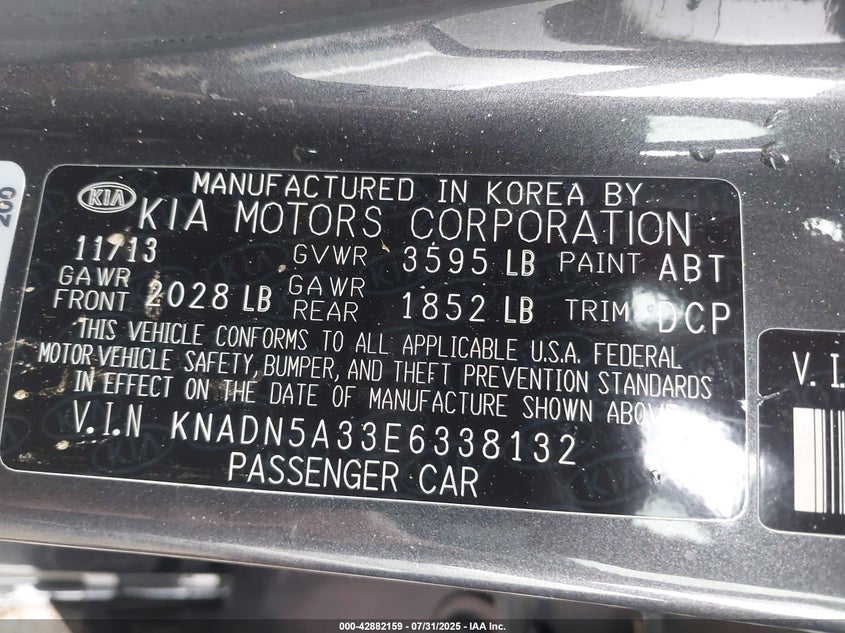 KIA
MANUFACTURED IN KOREA BY
KIA MOTORS CORPORATION
11/13 GVWR 3595 LB PAINT ABT
GAWR FRONT 2028 LB GAWR REAR 1852 LB TRIM DCP
THIS VEHICLE CONFORMS TO ALL APPLICABLE U.S.A. FEDERAL
MOTOR VEHICLE SAFETY, BUMPER, AND THEFT PREVENTION STANDARDS
IN EFFECT ON THE DATE OF MANUFACTURE SHOWN ABOVE.
V.I.N KNADN5A33E6338132
PASSENGER CAR
V. I.
000-42882159 - 07/31/2025 - IAA Inc.